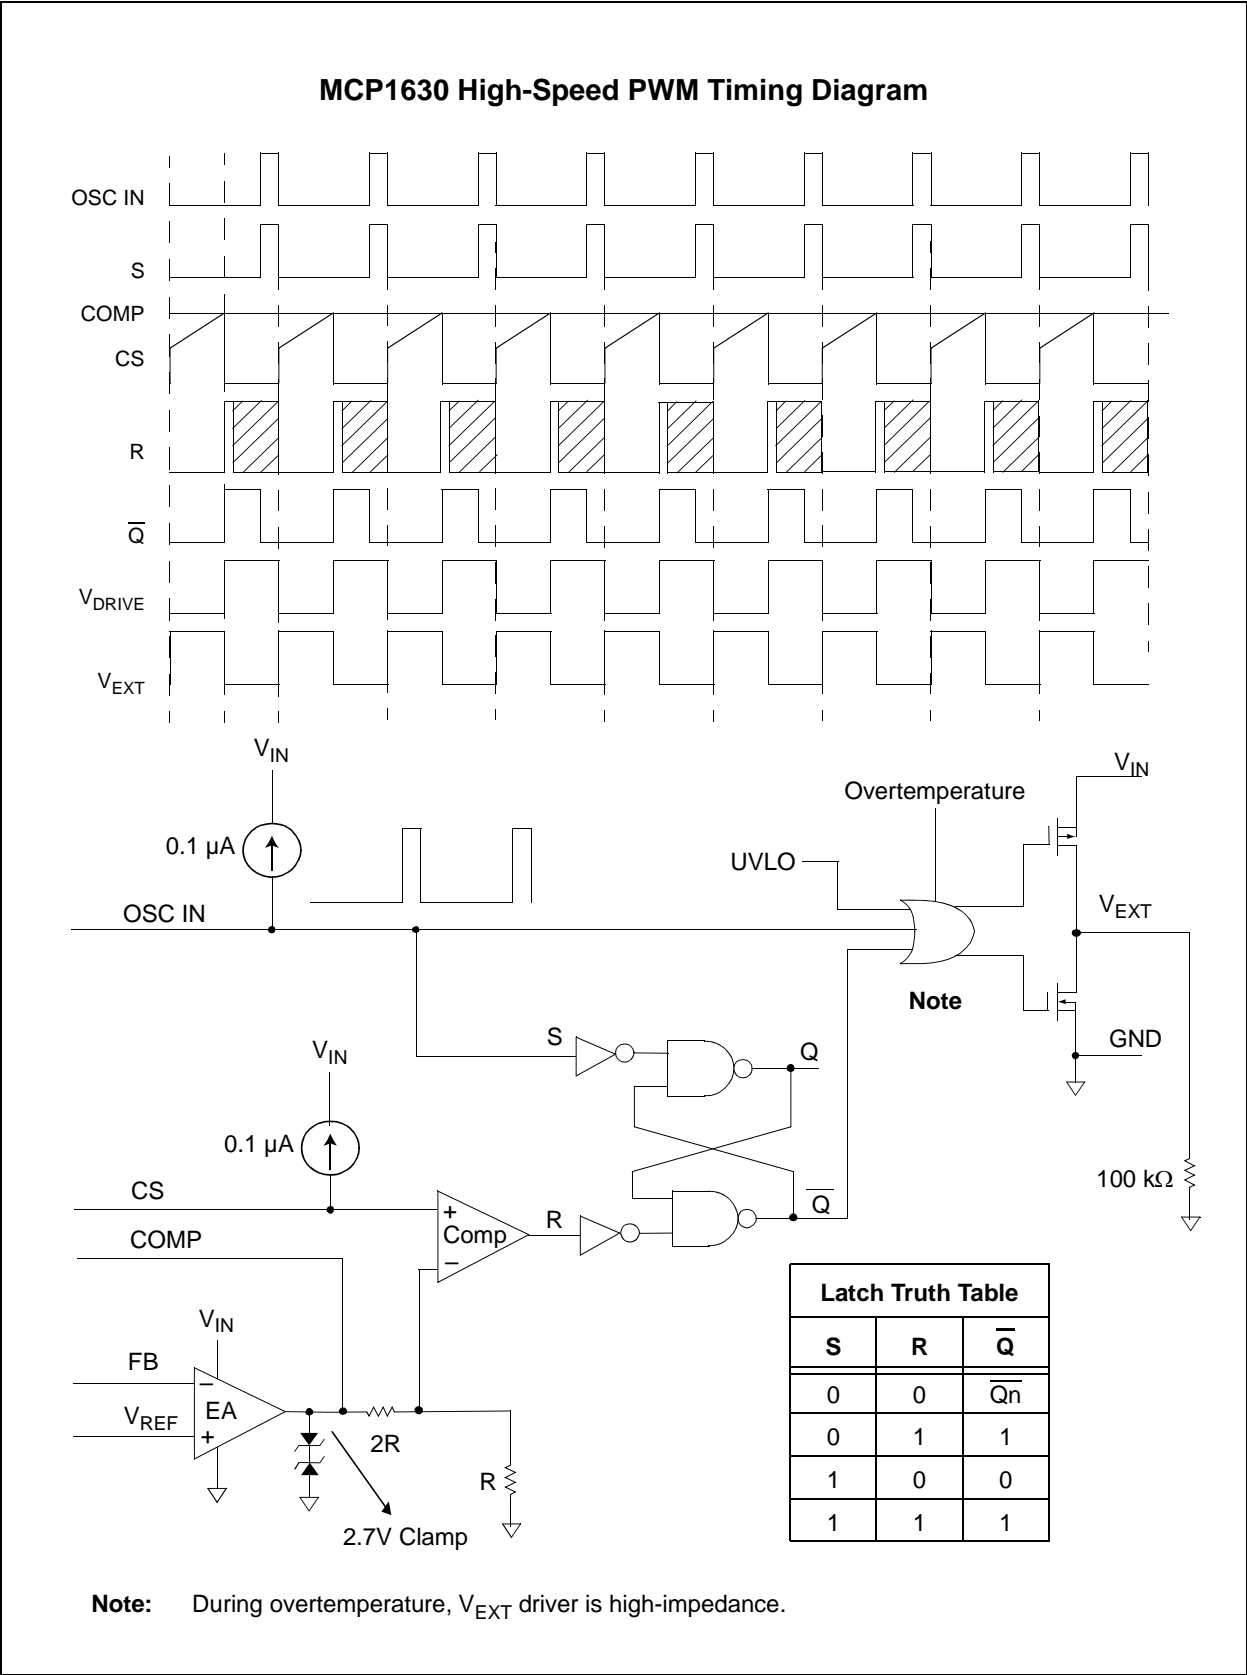 MCP1630 High-Speed PWM Timing Diagram
OSC IN
S
COMP
CS
R
Q̅
VDRIVE
VEXT
VIN
VIN
Overtemperature
0.1 µA
UVLO
OSC IN
VEXT
Note
S
Q
GND
VIN
0.1 µA
100 kΩ
CS
+
Comp
−
R
Q̅
COMP
Latch Truth Table
S R Q̅
0 0 Q̅n̅
0 1 1
1 0 0
1 1 1
VIN
FB
−
EA
VREF
+
2R
R
2.7V Clamp
Note: During overtemperature, VEXT driver is high-impedance.